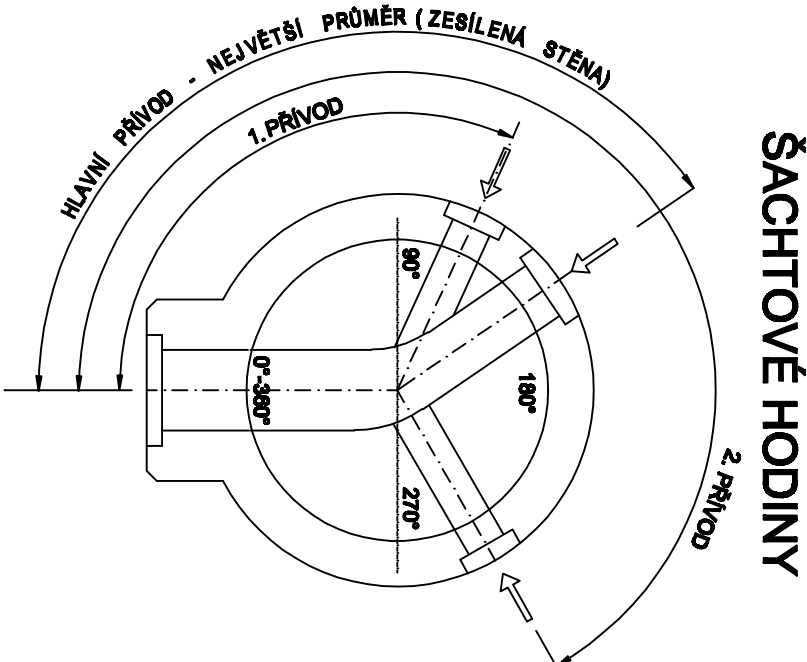 ŠACHTOVÉ HODINY
HLAVNÍ PŘÍVOD - NEJVĚTŠÍ PRŮMĚR (ZESÍLENÁ STĚNA)
1.PŘÍVOD
2. PŘÍVOD
90°
180°
0°-360°
270°